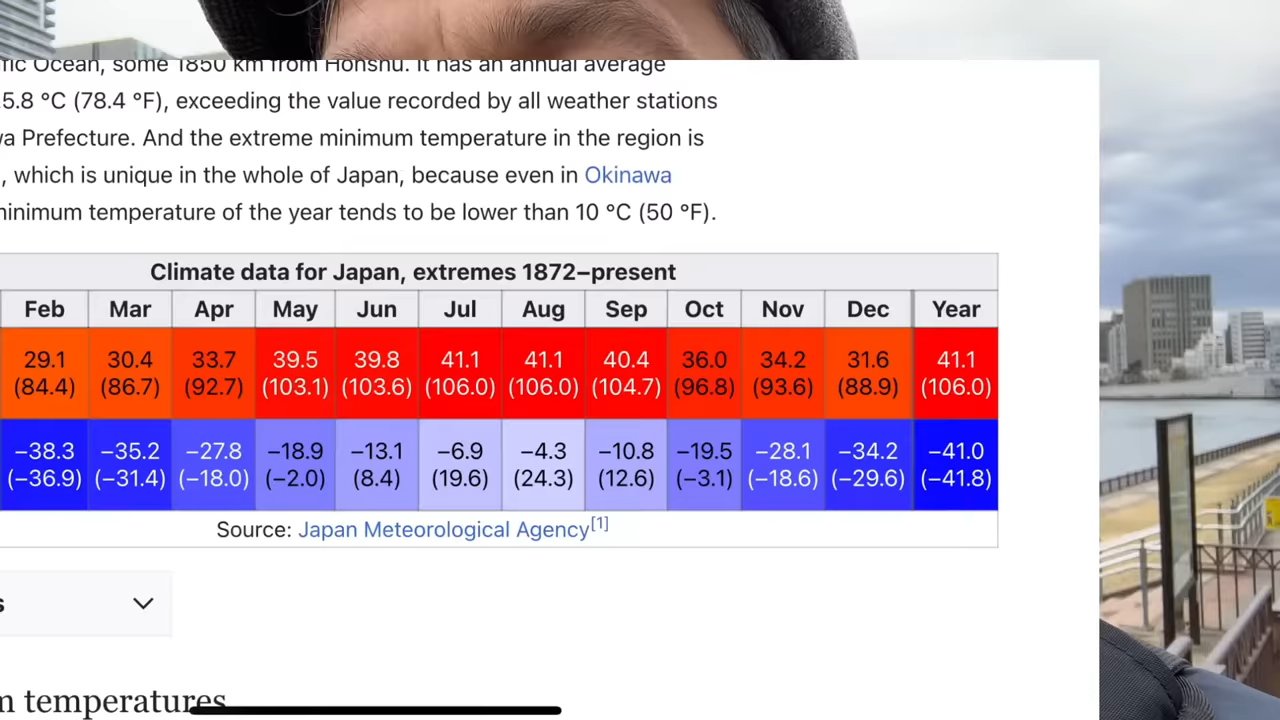 fic Ocean, some 1850 km from Honshu. It has an annual average
5.8 °C (78.4 °F), exceeding the value recorded by all weather stations
a Prefecture. And the extreme minimum temperature in the region is
, which is unique in the whole of Japan, because even in Okinawa
minimum temperature of the year tends to be lower than 10 °C (50 °F).
Climate data for Japan, extremes 1872–present
Feb Mar Apr May Jun Jul Aug Sep Oct Nov Dec Year
29.1 30.4 33.7 39.5 39.8 41.1 41.1 40.4 36.0 34.2 31.6 41.1
(84.4) (86.7) (92.7) (103.1) (103.6) (106.0) (106.0) (104.7) (96.8) (93.6) (88.9) (106.0)
−38.3 −35.2 −27.8 −18.9 −13.1 −6.9 −4.3 −10.8 −19.5 −28.1 −34.2 −41.0
(−36.9) (−31.4) (−18.0) (−2.0) (8.4) (19.6) (24.3) (12.6) (−3.1) (−18.6) (−29.6) (−41.8)
Source: Japan Meteorological Agency[1]
s
m temperatures